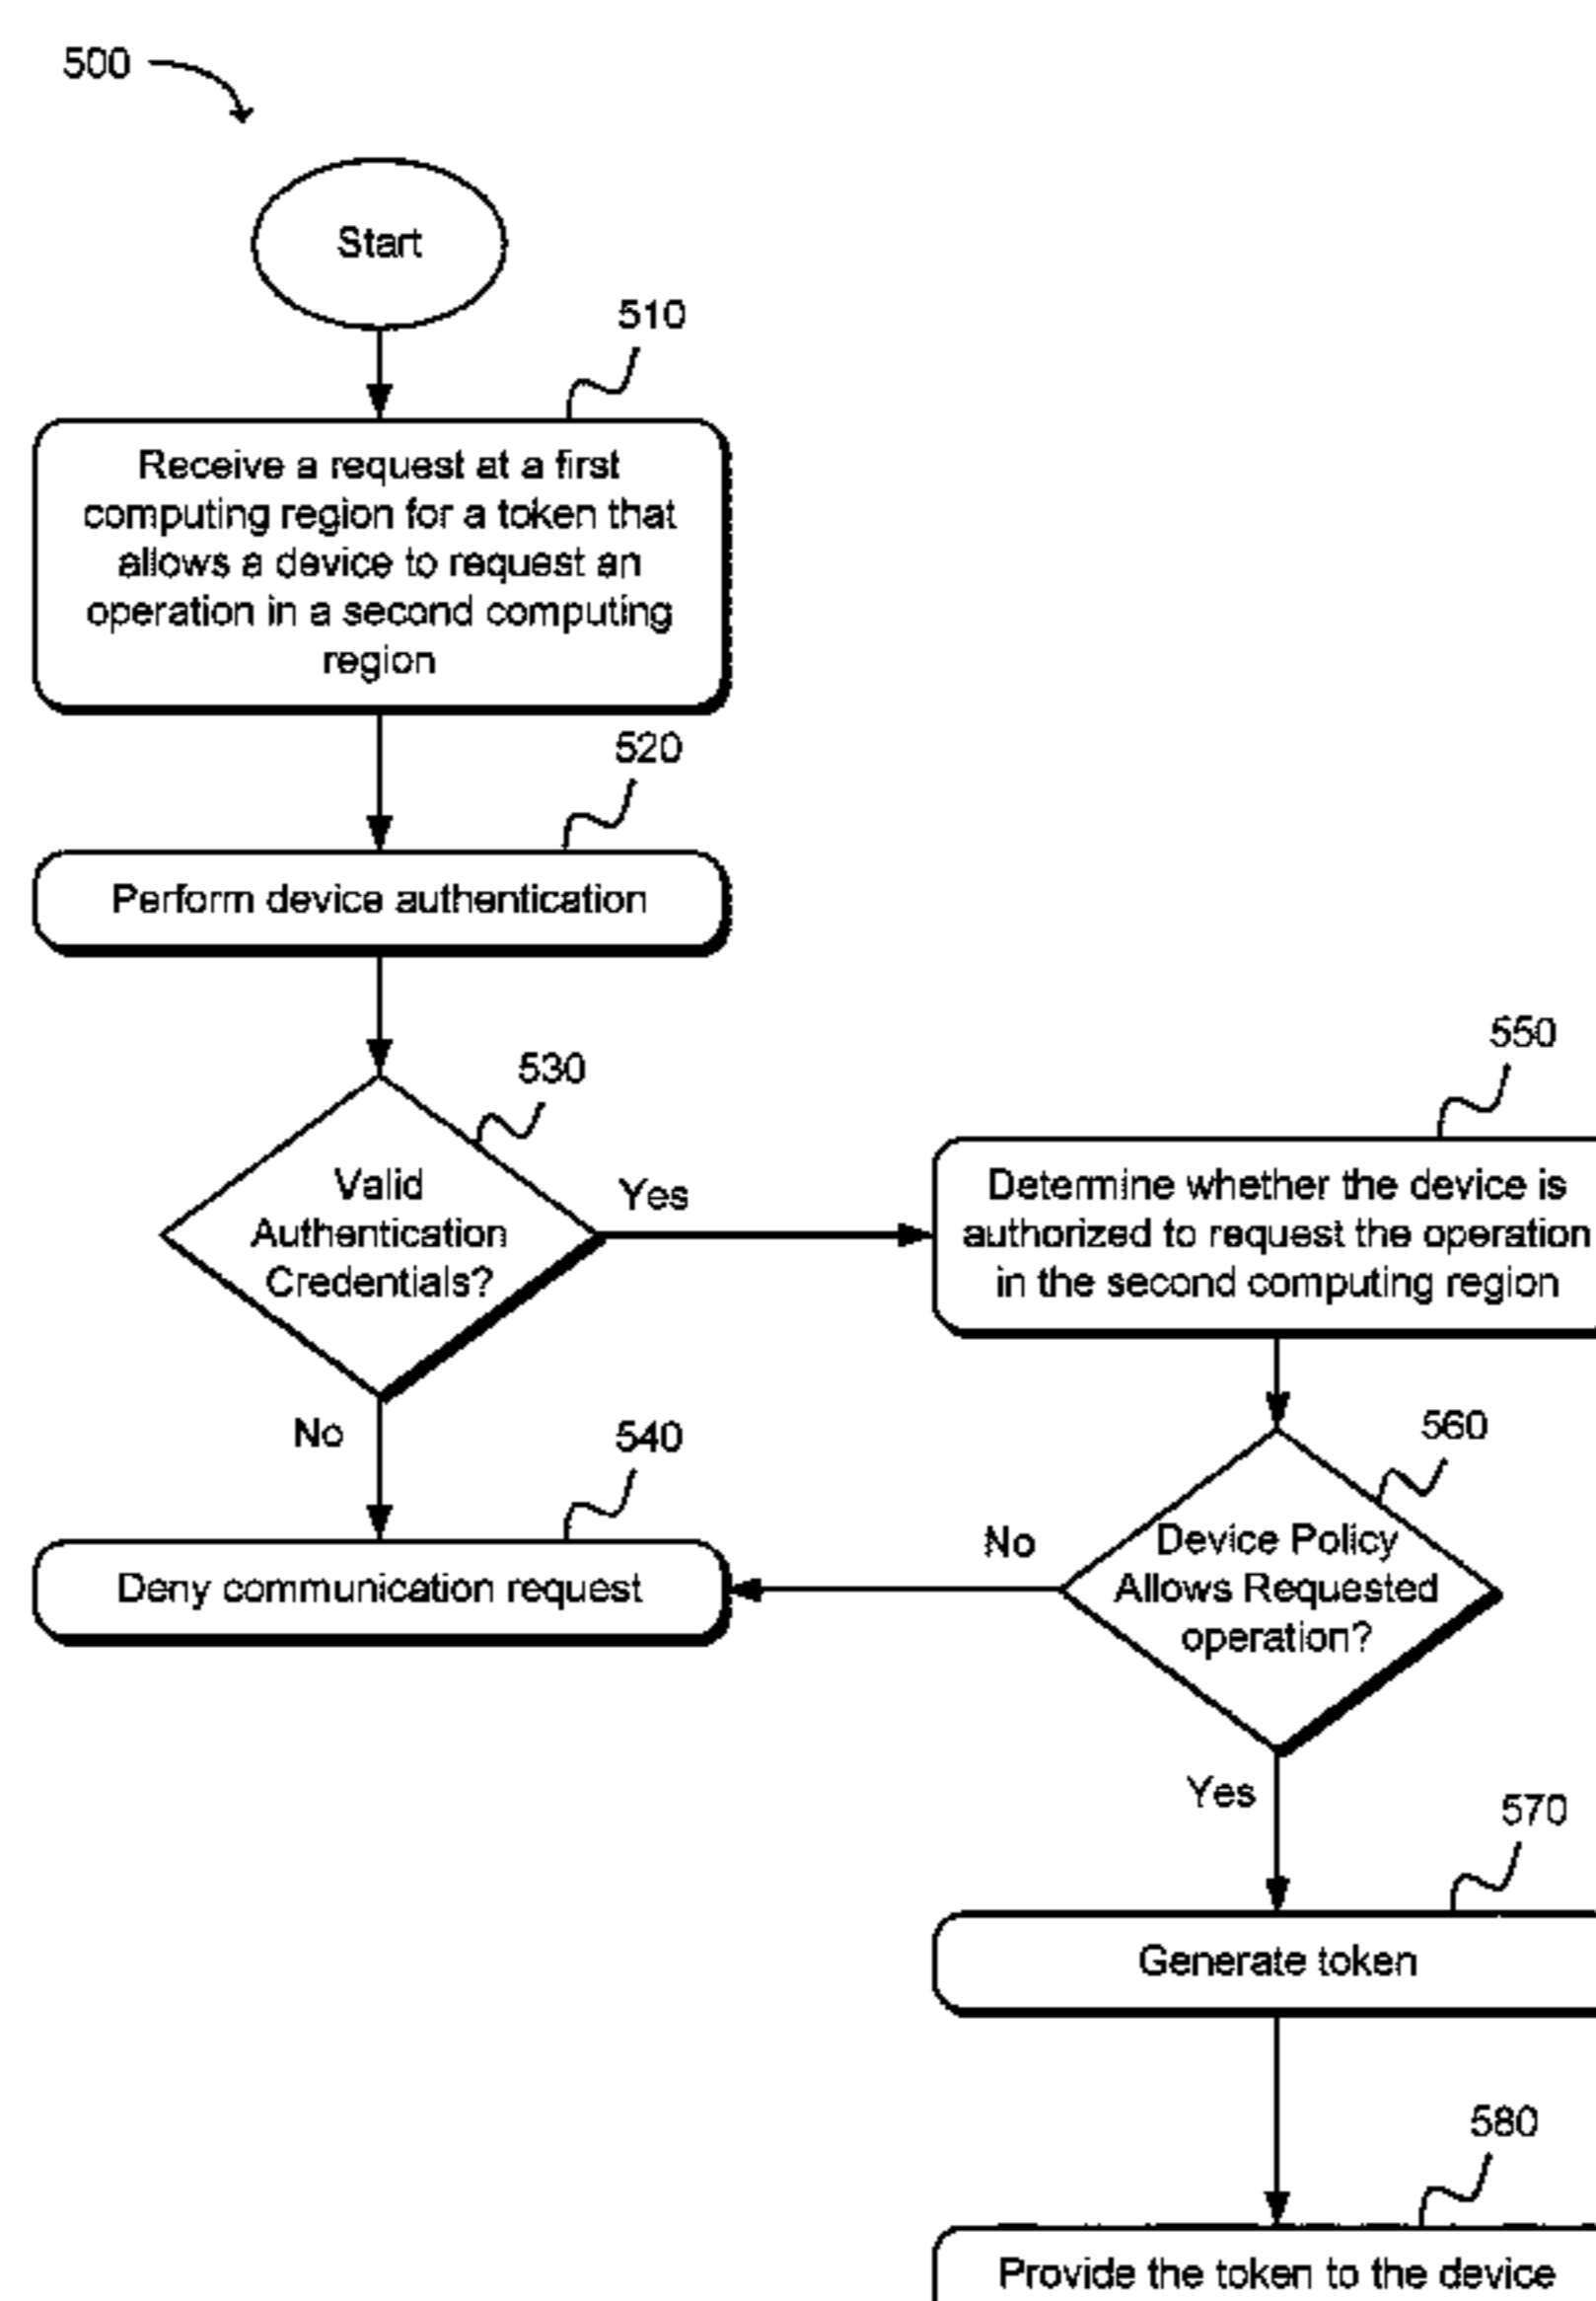 500
Start
510
Receive a request at a first
computing region for a token that
allows a device to request an
operation in a second computing
region
520
Perform device authentication
530
Valid
Authentication
Credentials?
Yes
No
540
Deny communication request
550
Determine whether the device is
authorized to request the operation
in the second computing region
560
Device Policy
Allows Requested
operation?
No
Yes
570
Generate token
580
Provide the token to the device